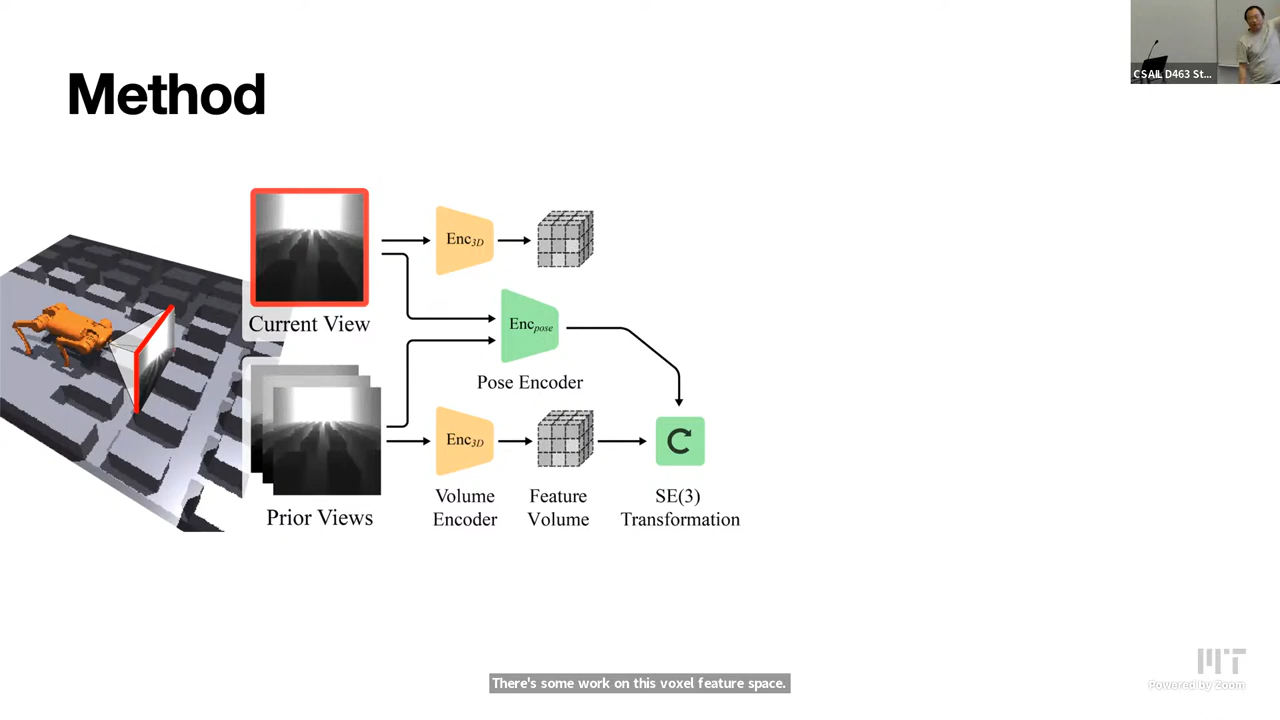 Method
CSAIL D463 St...
Enc3D
Current View
Encpose
Pose Encoder
Enc3D
Prior Views
Volume
Encoder
Feature
Volume
SE(3)
Transformation
There's some work on this voxel feature space.
MIT
Powered by Zoom